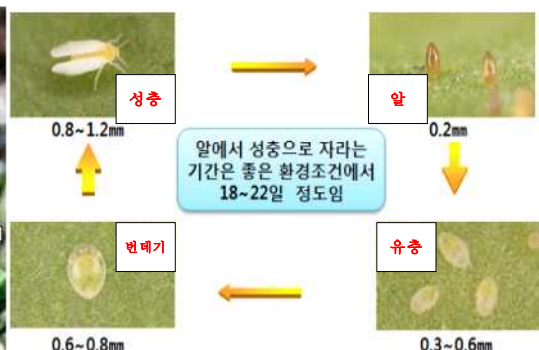 성충
0.8~1.2㎜
알
0.2㎜
알에서 성충으로 자라는
기간은 좋은 환경조건에서
18~22일 정도임
번데기
0.6~0.8㎜
유충
0.3~0.6㎜